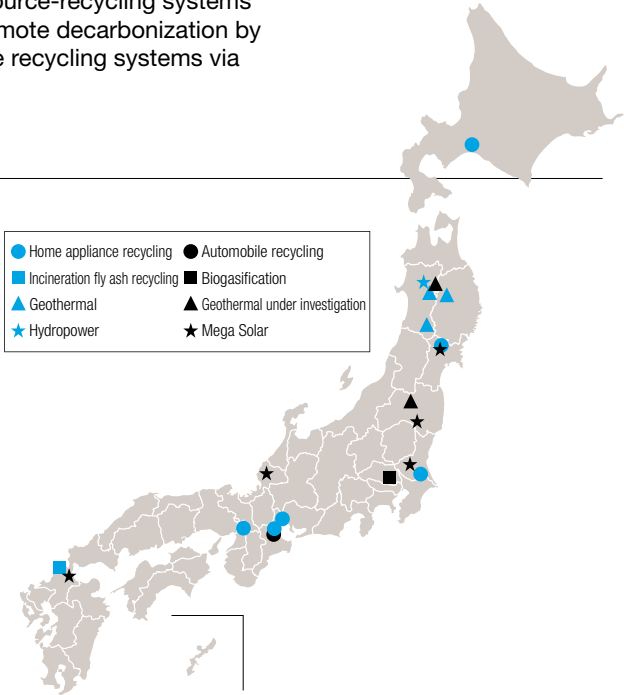 ource-recycling systems
mote decarbonization by
e recycling systems via
Home appliance recycling
Automobile recycling
Incineration fly ash recycling
Biogasification
Geothermal
Geothermal under investigation
Hydropower
Mega Solar